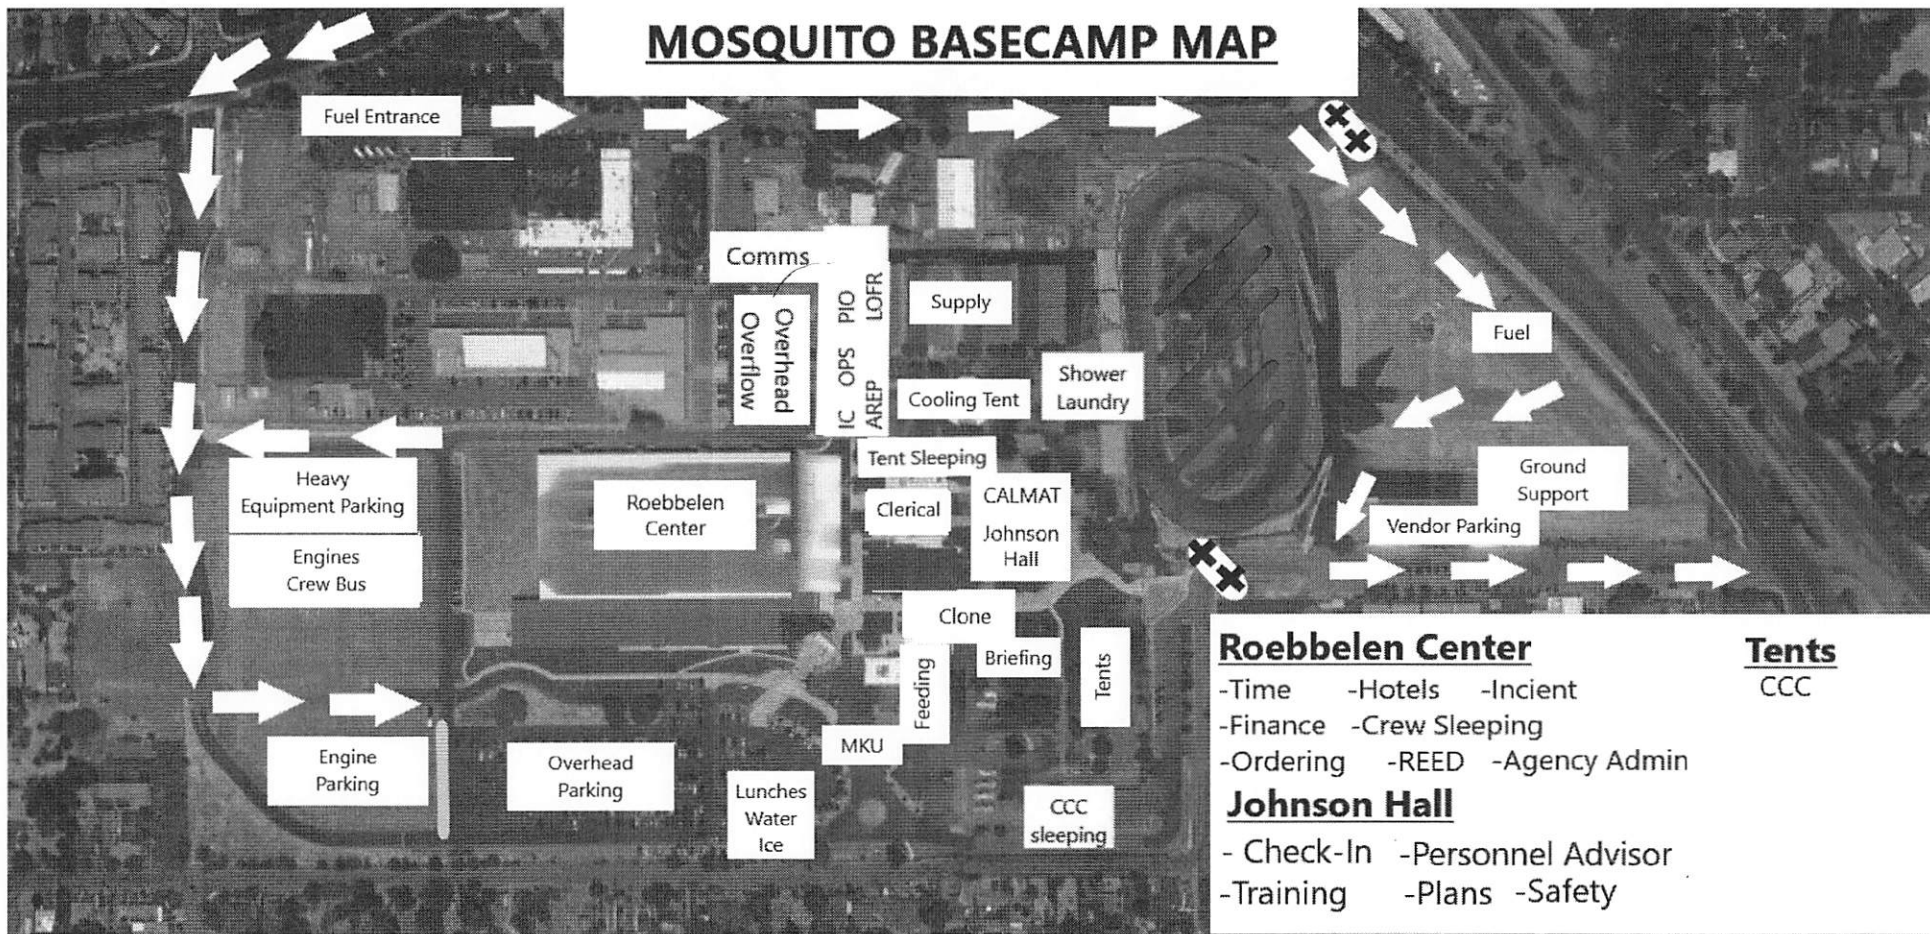 MOSQUITO BASECAMP MAP
Fuel Entrance
Comms
PIO
LOFR
Overhead
Overflow
Supply
Fuel
IC OPS
AREP
Cooling Tent
Shower
Laundry
Tent Sleeping
Heavy
Equipment Parking
Roebbelen
Center
Clerical
CALMAT
Johnson
Hall
Ground
Support
Vendor Parking
Engines
Crew Bus
Clone
Briefing
Feeding
Tents
MKU
Engine
Parking
Overhead
Parking
Lunches
Water
Ice
CCC
sleeping
Roebbelen Center
-Time -Hotels -Incient
-Finance -Crew Sleeping
-Ordering -REED -Agency Admin
Johnson Hall
- Check-In -Personnel Advisor
-Training -Plans -Safety
Tents
CCC